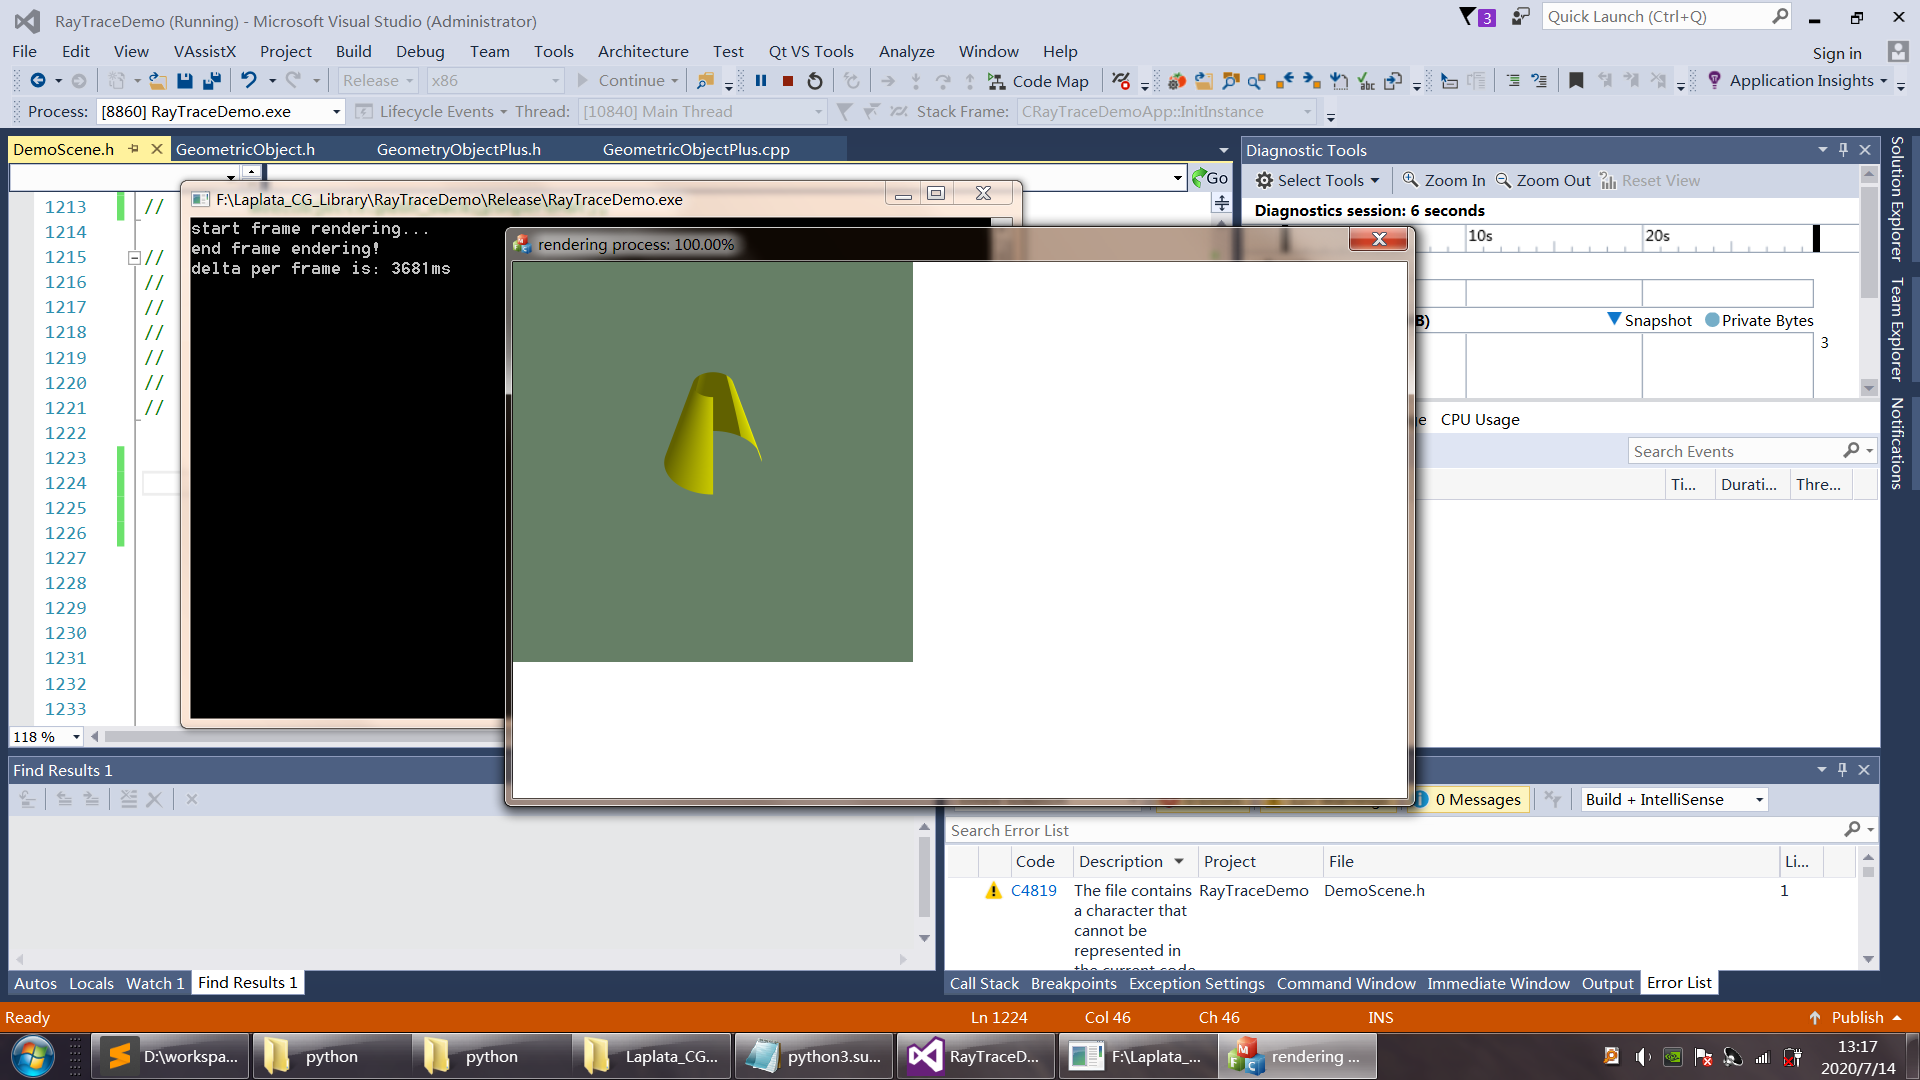 RayTraceDemo (Running) - Microsoft Visual Studio (Administrator)
3
Quick Launch (Ctrl+Q)
File Edit View VAssistX Project Build Debug Team Tools Architecture Test Qt VS Tools Analyze Window Help
Sign in
Release x86 Continue Code Map Application Insights
Process: [8860] RayTraceDemo.exe Lifecycle Events Thread: [10840] Main Thread Stack Frame: CRayTraceDemoApp::InitInstance
DemoScene.h GeometricObject.h GeometryObjectPlus.h GeometricObjectPlus.cpp
Go
1213 //
1214
1215 //
1216 //
1217 //
1218 //
1219 //
1220 //
1221 //
1222
1223
1224
1225
1226
1227
1228
1229
1230
1231
1232
1233
118 %
F:\Laplata_CG_Library\RayTraceDemo\Release\RayTraceDemo.exe
start frame rendering...
end frame endering!
delta per frame is: 3681ms
rendering process: 100.00%
Diagnostic Tools
Select Tools Zoom In Zoom Out Reset View
Diagnostics session: 6 seconds
10s 20s
B)
Snapshot Private Bytes
3
CPU Usage
Search Events
Ti... Durati... Thre...
Solution Explorer
Team Explorer
Notifications
Find Results 1
0 Messages Build + IntelliSense
Search Error List
Code Description Project File Li...
C4819 The file contains a character that cannot be represented in the current code RayTraceDemo DemoScene.h 1
Autos Locals Watch 1 Find Results 1
Call Stack Breakpoints Exception Settings Command Window Immediate Window Output Error List
Ready Ln 1224 Col 46 Ch 46 INS Publish
D:\workspa... python python Laplata_CG... python3.su... RayTraceD... F:\Laplata_... rendering ...
13:17
2020/7/14